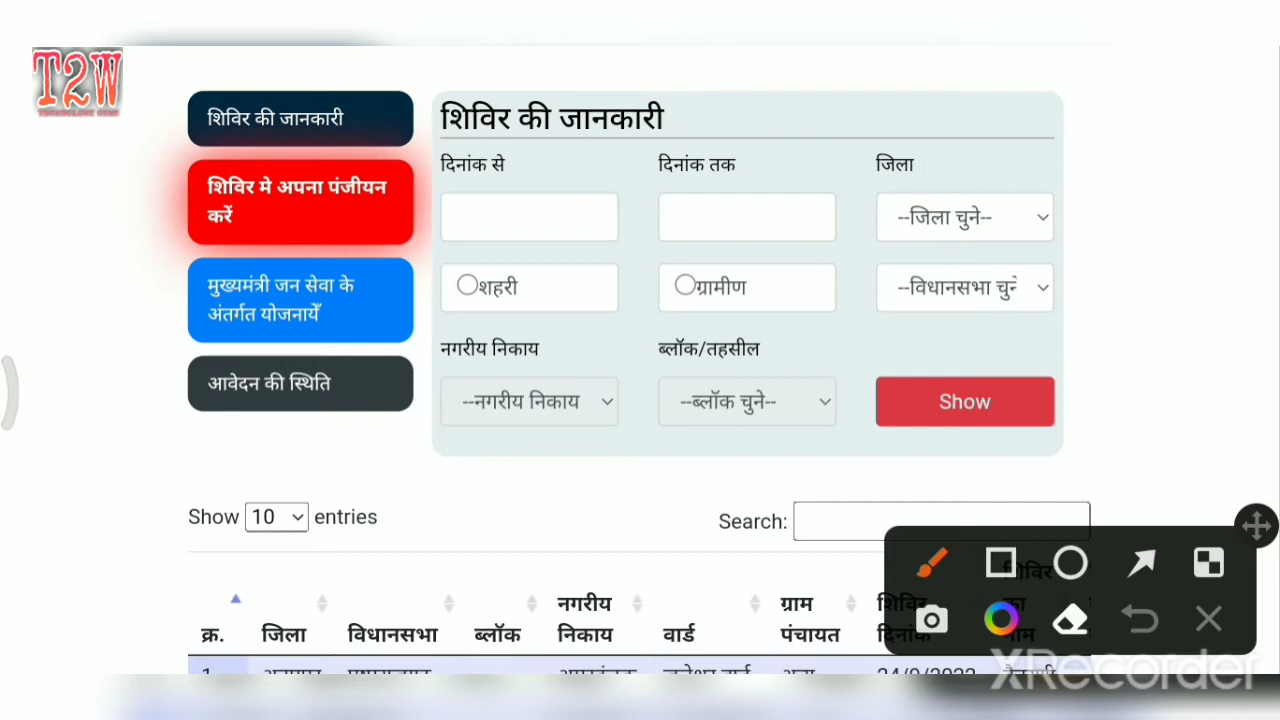 T2W
शिविर की जानकारी
शिविर मे अपना पंजीयन
करें
मुख्यमंत्री जन सेवा के
अंतर्गत योजनायेँ
आवेदन की स्थिति
शिविर की जानकारी
दिनांक से दिनांक तक जिला
--जिला चुने--
शहरी ग्रामीण --विधानसभा चुने
नगरीय निकाय ब्लॉक/तहसील
--नगरीय निकाय --ब्लॉक चुने-- Show
Show 10 entries
Search:
क्र. जिला विधानसभा ब्लॉक नगरीय निकाय वार्ड ग्राम पंचायत शिविर दिनांक शिविर का नाम
XRecorder